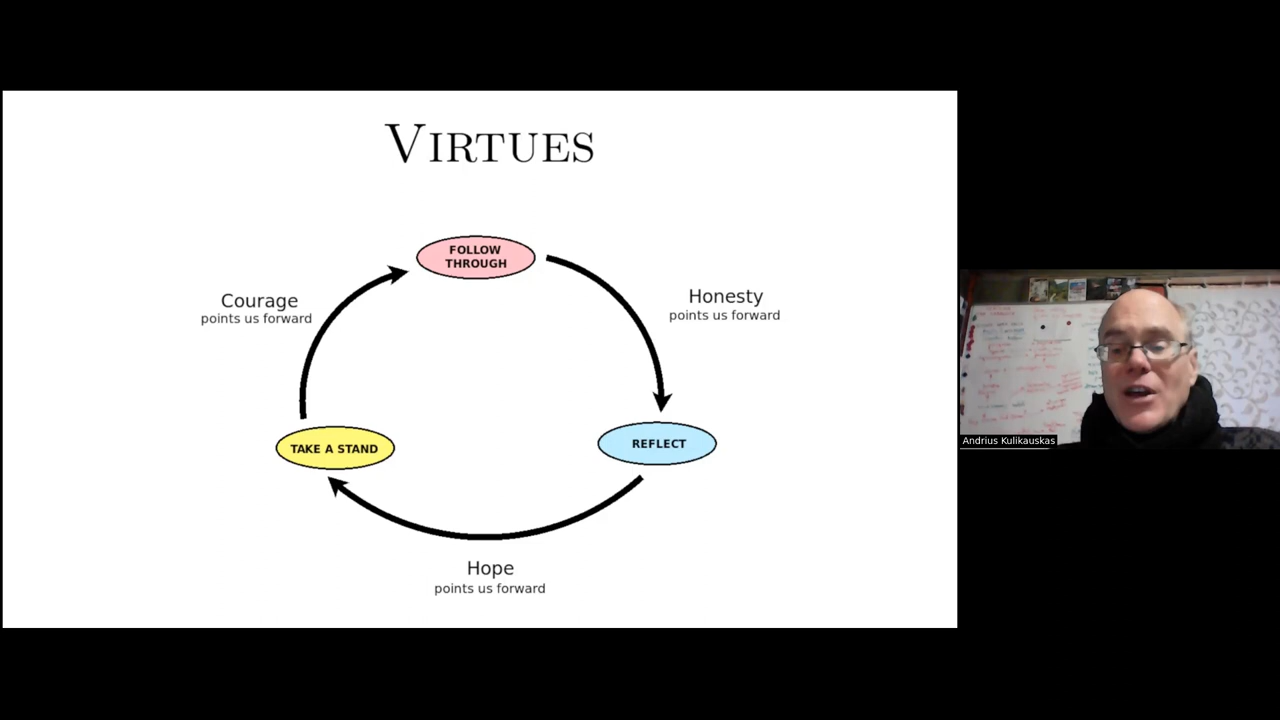 VIRTUES
FOLLOW
THROUGH
Courage
points us forward
Honesty
points us forward
TAKE A STAND
REFLECT
Hope
points us forward
Andrius Kulikauskas